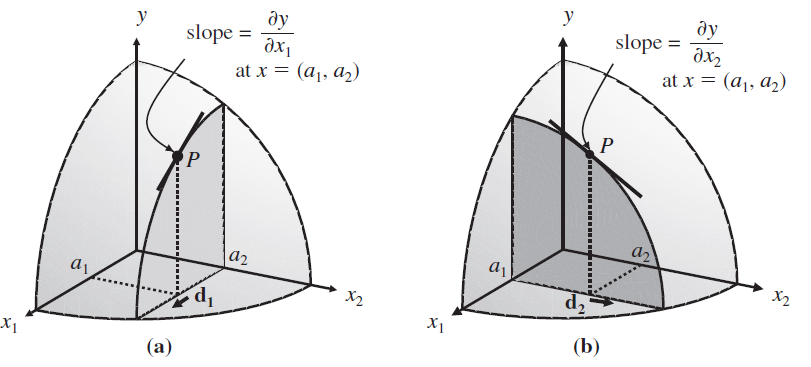 y
slope = ∂y/∂x₁
at x = (a₁, a₂)
P
a₁
a₂
d₁
x₂
x₁
(a)
y
slope = ∂y/∂x₂
at x = (a₁, a₂)
P
a₂
a₁
d₂
x₂
x₁
(b)